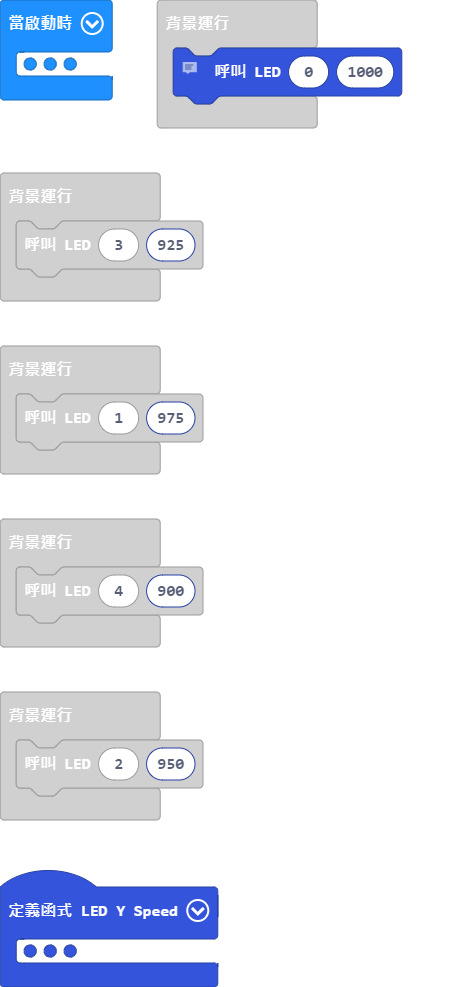 當啟動時
背景運行
呼叫 LED 0 1000
背景運行
呼叫 LED 3 925
背景運行
呼叫 LED 1 975
背景運行
呼叫 LED 4 900
背景運行
呼叫 LED 2 950
定義函式 LED Y Speed